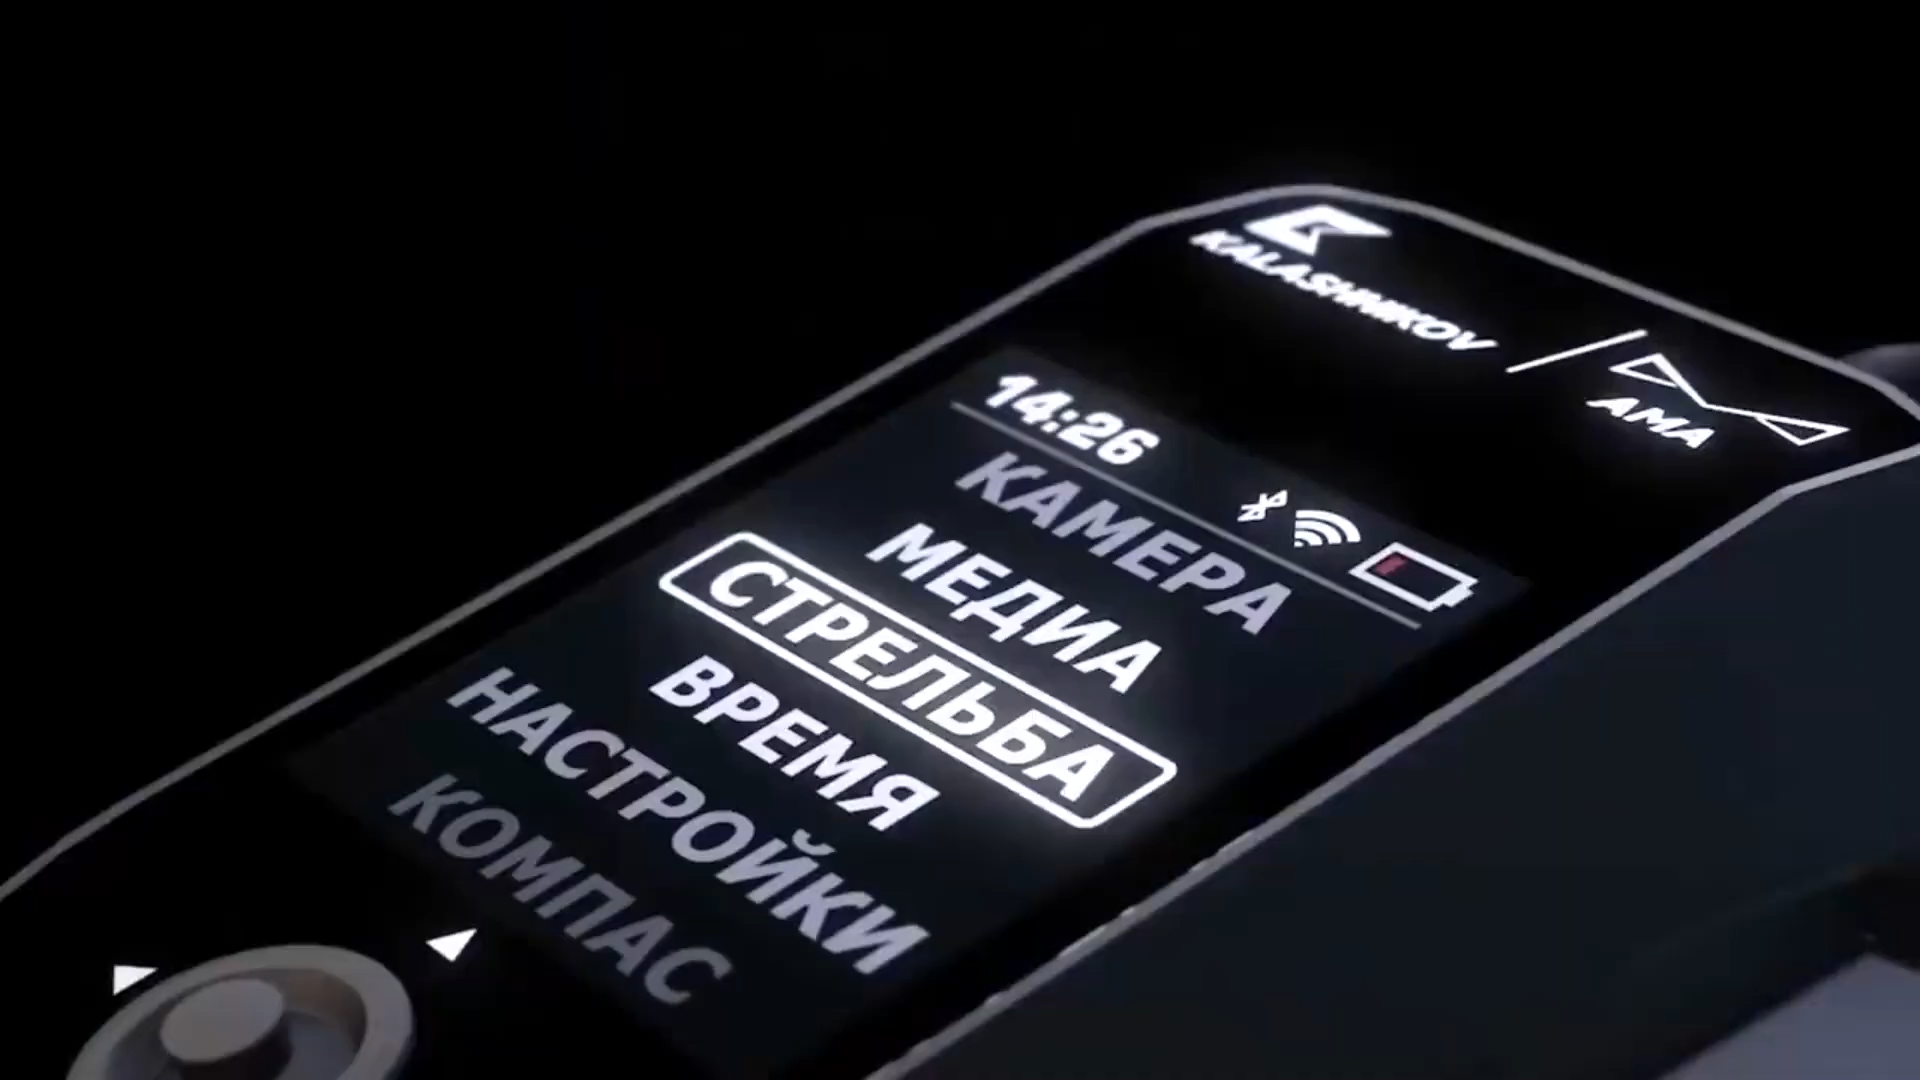 KALASHNIKOV
AMA
14:26
КАМЕРА
МЕДИА
СТРЕЛЬБА
ВРЕМЯ
НАСТРОЙКИ
КОМПАС